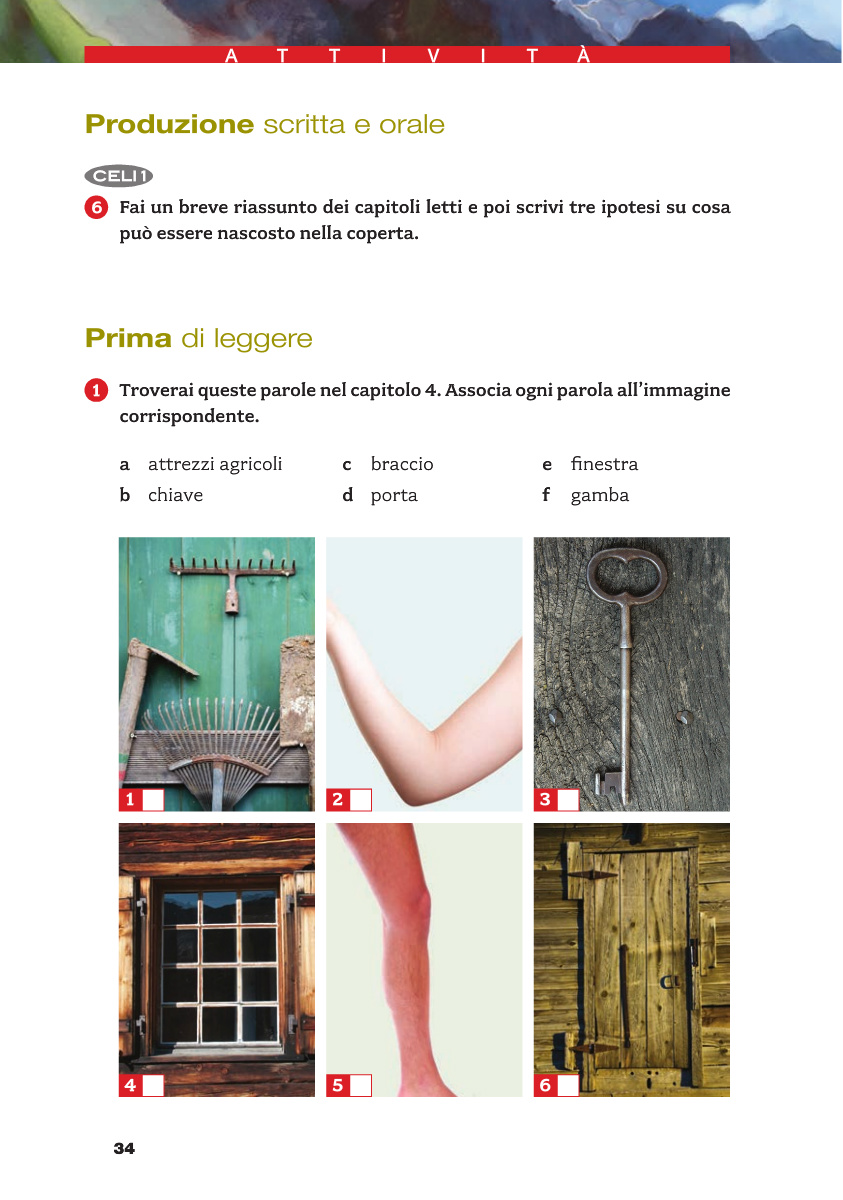 ATTIVITÀ
Produzione scritta e orale
CELI 1
6 Fai un breve riassunto dei capitoli letti e poi scrivi tre ipotesi su cosa
può essere nascosto nella coperta.
Prima di leggere
1 Troverai queste parole nel capitolo 4. Associa ogni parola all’immagine
corrispondente.
a attrezzi agricoli c braccio e finestra
b chiave d porta f gamba
1 2 3
4 5 6
34